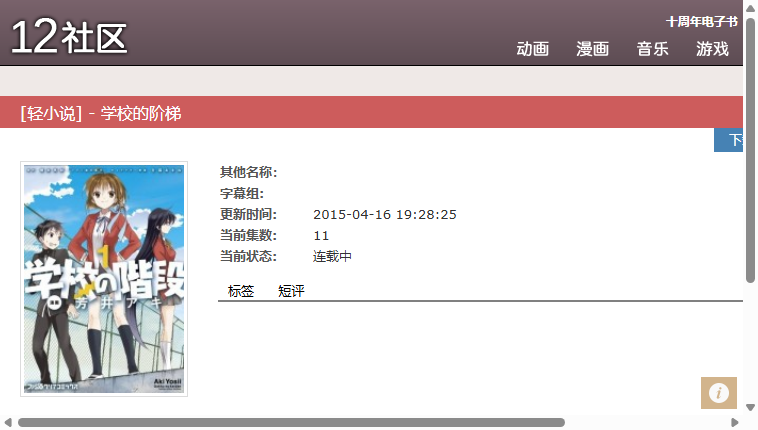 12社区
十周年电子书
动画 漫画 音乐 游戏
[轻小说] - 学校的阶梯
其他名称:
字幕组:
更新时间: 2015-04-16 19:28:25
当前集数: 11
当前状态: 连载中
标签 短评
1
学校の階段
芳井アキ
Aki Yosii
i